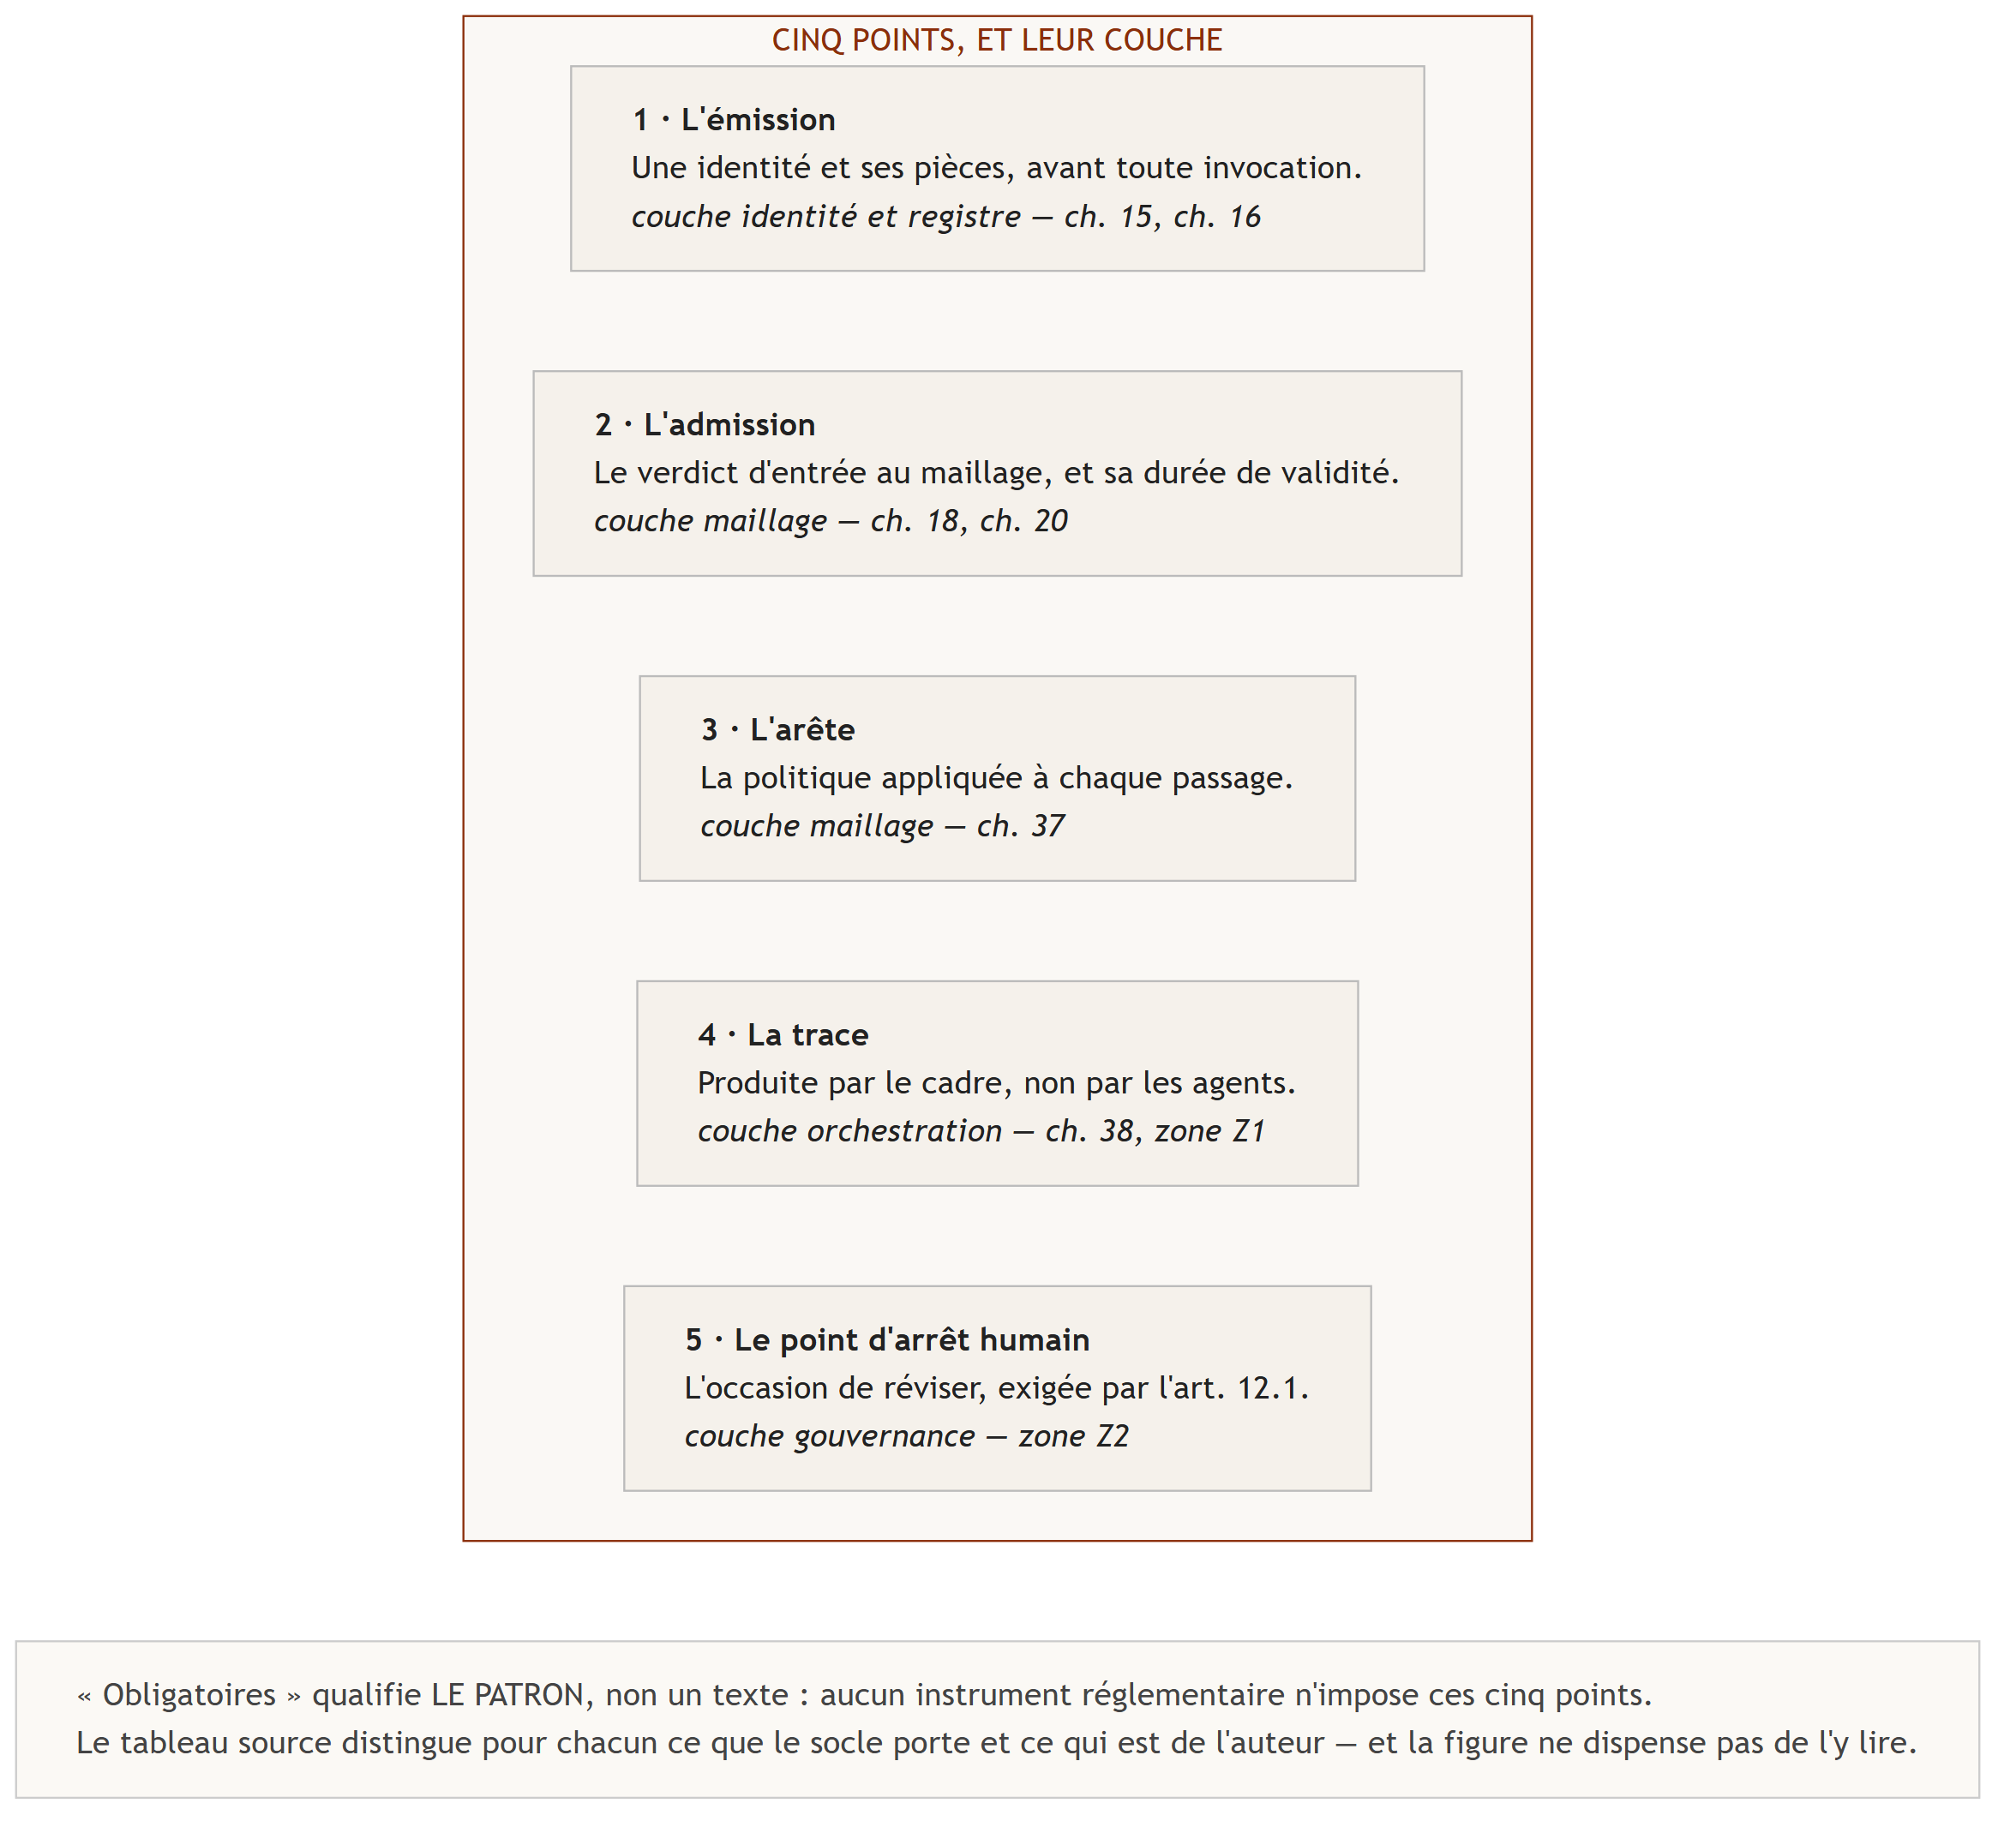 CINQ POINTS, ET LEUR COUCHE
1 · L'émission
Une identité et ses pièces, avant toute invocation.
couche identité et registre — ch. 15, ch. 16
2 · L'admission
Le verdict d'entrée au maillage, et sa durée de validité.
couche maillage — ch. 18, ch. 20
3 · L'arête
La politique appliquée à chaque passage.
couche maillage — ch. 37
4 · La trace
Produite par le cadre, non par les agents.
couche orchestration — ch. 38, zone Z1
5 · Le point d'arrêt humain
L'occasion de réviser, exigée par l'art. 12.1.
couche gouvernance — zone Z2
« Obligatoires » qualifie LE PATRON, non un texte : aucun instrument réglementaire n'impose ces cinq points.
Le tableau source distingue pour chacun ce que le socle porte et ce qui est de l'auteur — et la figure ne dispense pas de l'y lire.